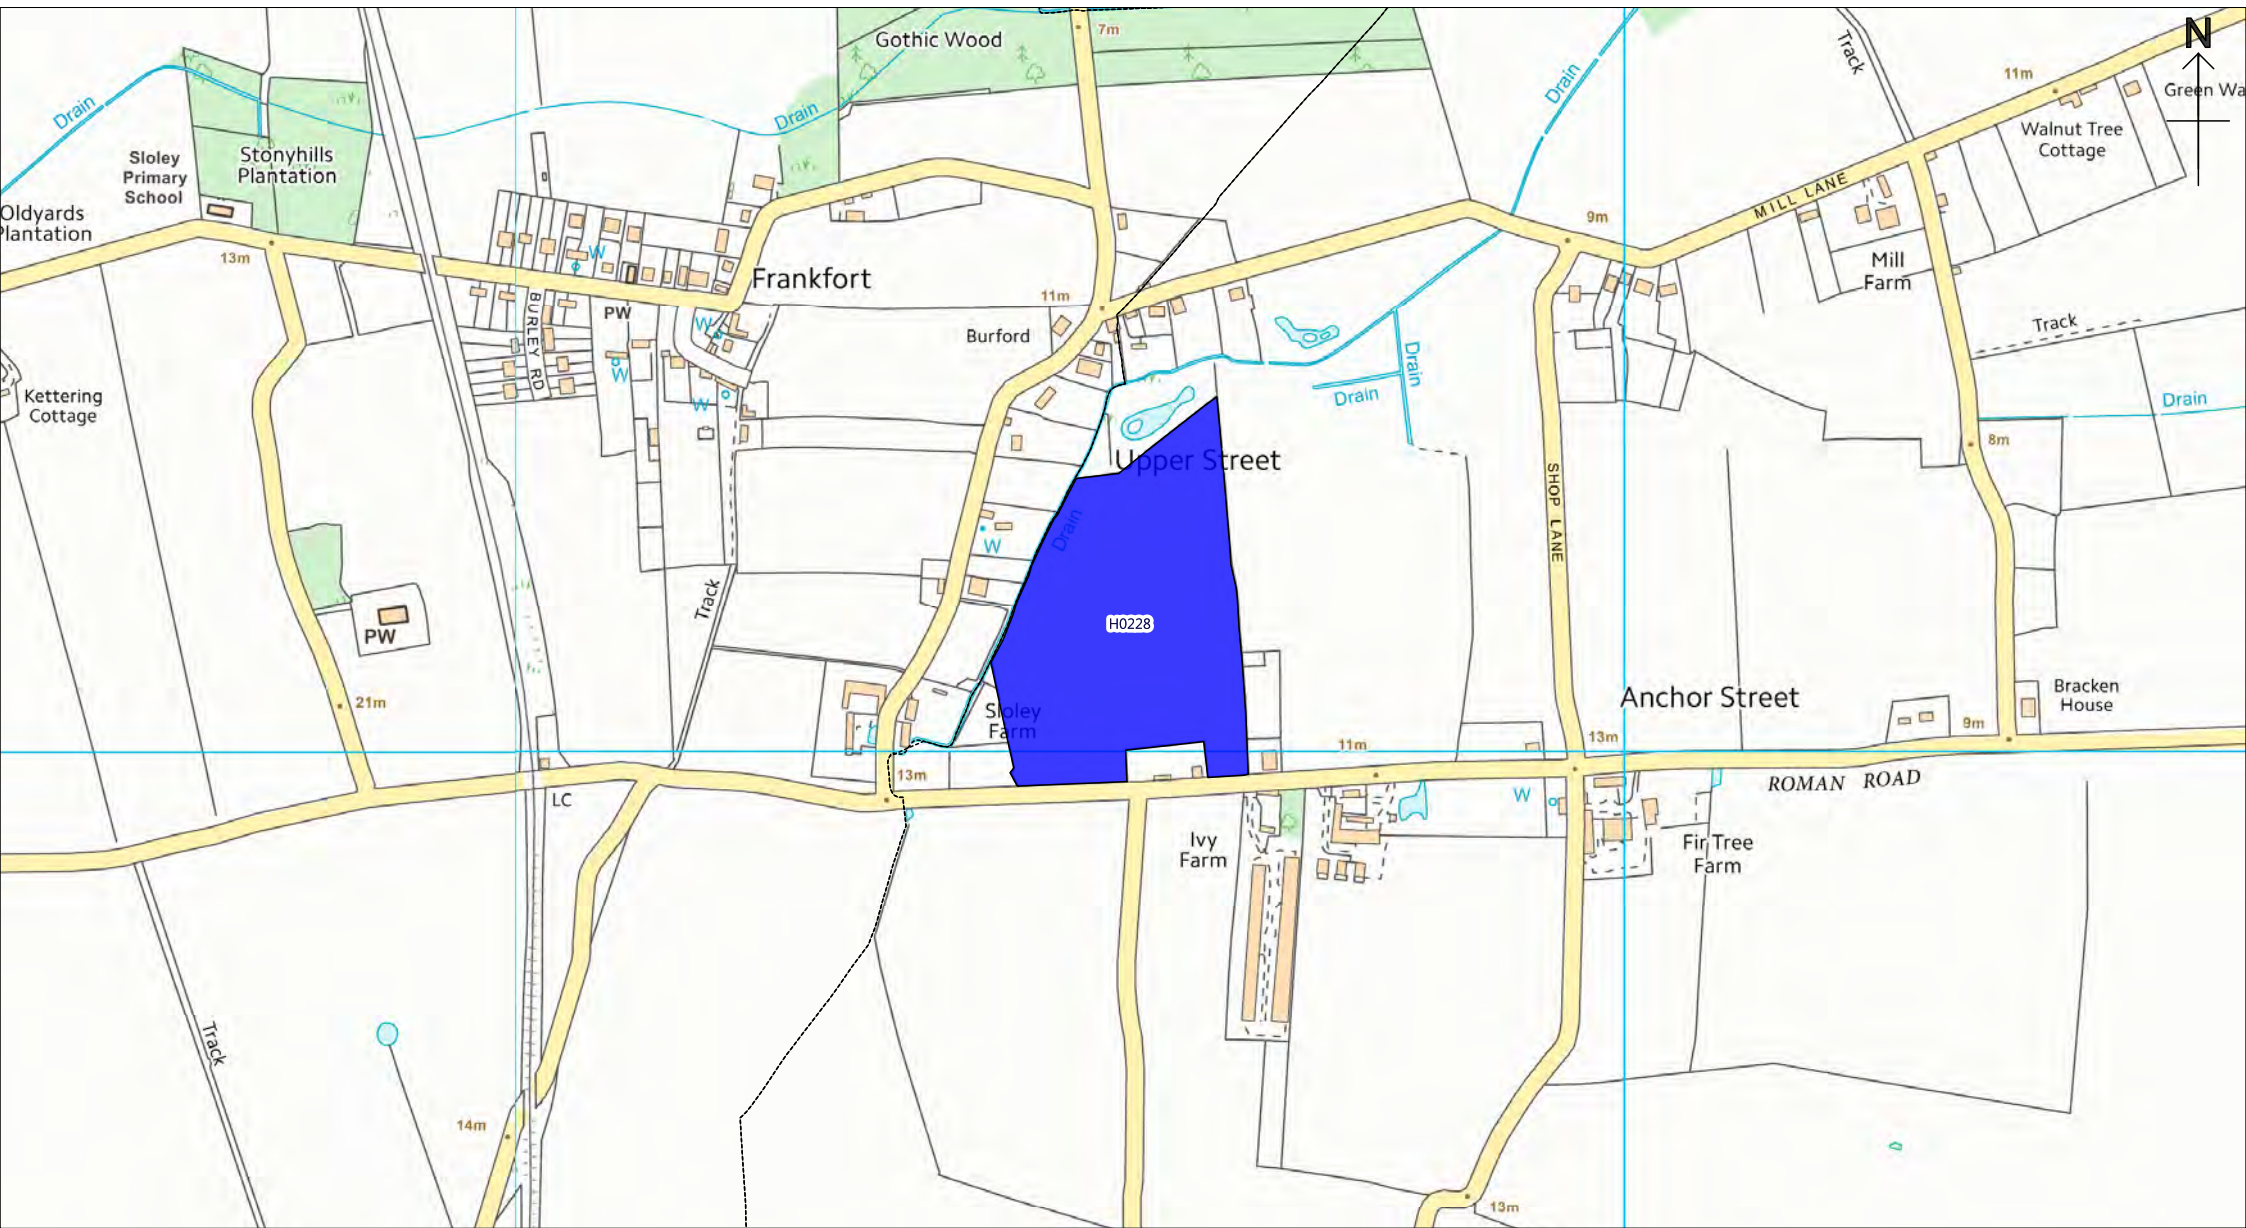 Gothic Wood
7m
Track
11m
N
Green Wa
Drain
Drain
Drain
Walnut Tree
Cottage
Sloley
Primary
School
Stonyhills
Plantation
MILL LANE
Oldyards
Plantation
9m
13m
W
Frankfort
Mill
Farm
11m
BURLEY RD
PW
W
Burford
Track
Drain
W
Kettering
Cottage
W
Drain
Drain
8m
Upper Street
SHOP LANE
Drain
W
Track
H0228
PW
21m
Sloley
Farm
Anchor Street
Bracken
House
9m
13m
11m
13m
ROMAN ROAD
LC
W
Ivy
Farm
Fir Tree
Farm
Track
14m
13m